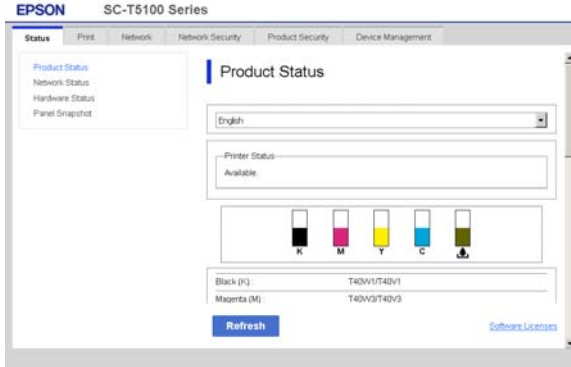 EPSON SC-T5100 Series
Status Print Network Network Security Product Security Device Management
Product Status
Network Status
Hardware Status
Panel Snapshot
Product Status
English
Printer Status
Available.
K M Y C
Black (K) : T40W1/T40V1
Magenta (M) : T40W3/T40V3
Refresh
Software Licenses